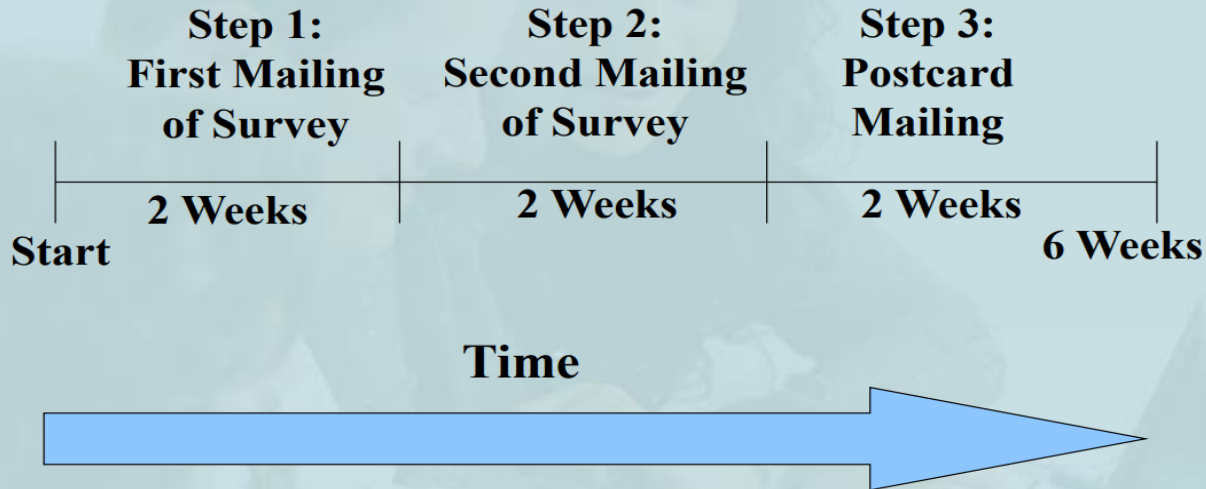 Step 1:
First Mailing
of Survey
Step 2:
Second Mailing
of Survey
Step 3:
Postcard
Mailing
2 Weeks
2 Weeks
2 Weeks
Start
6 Weeks
Time